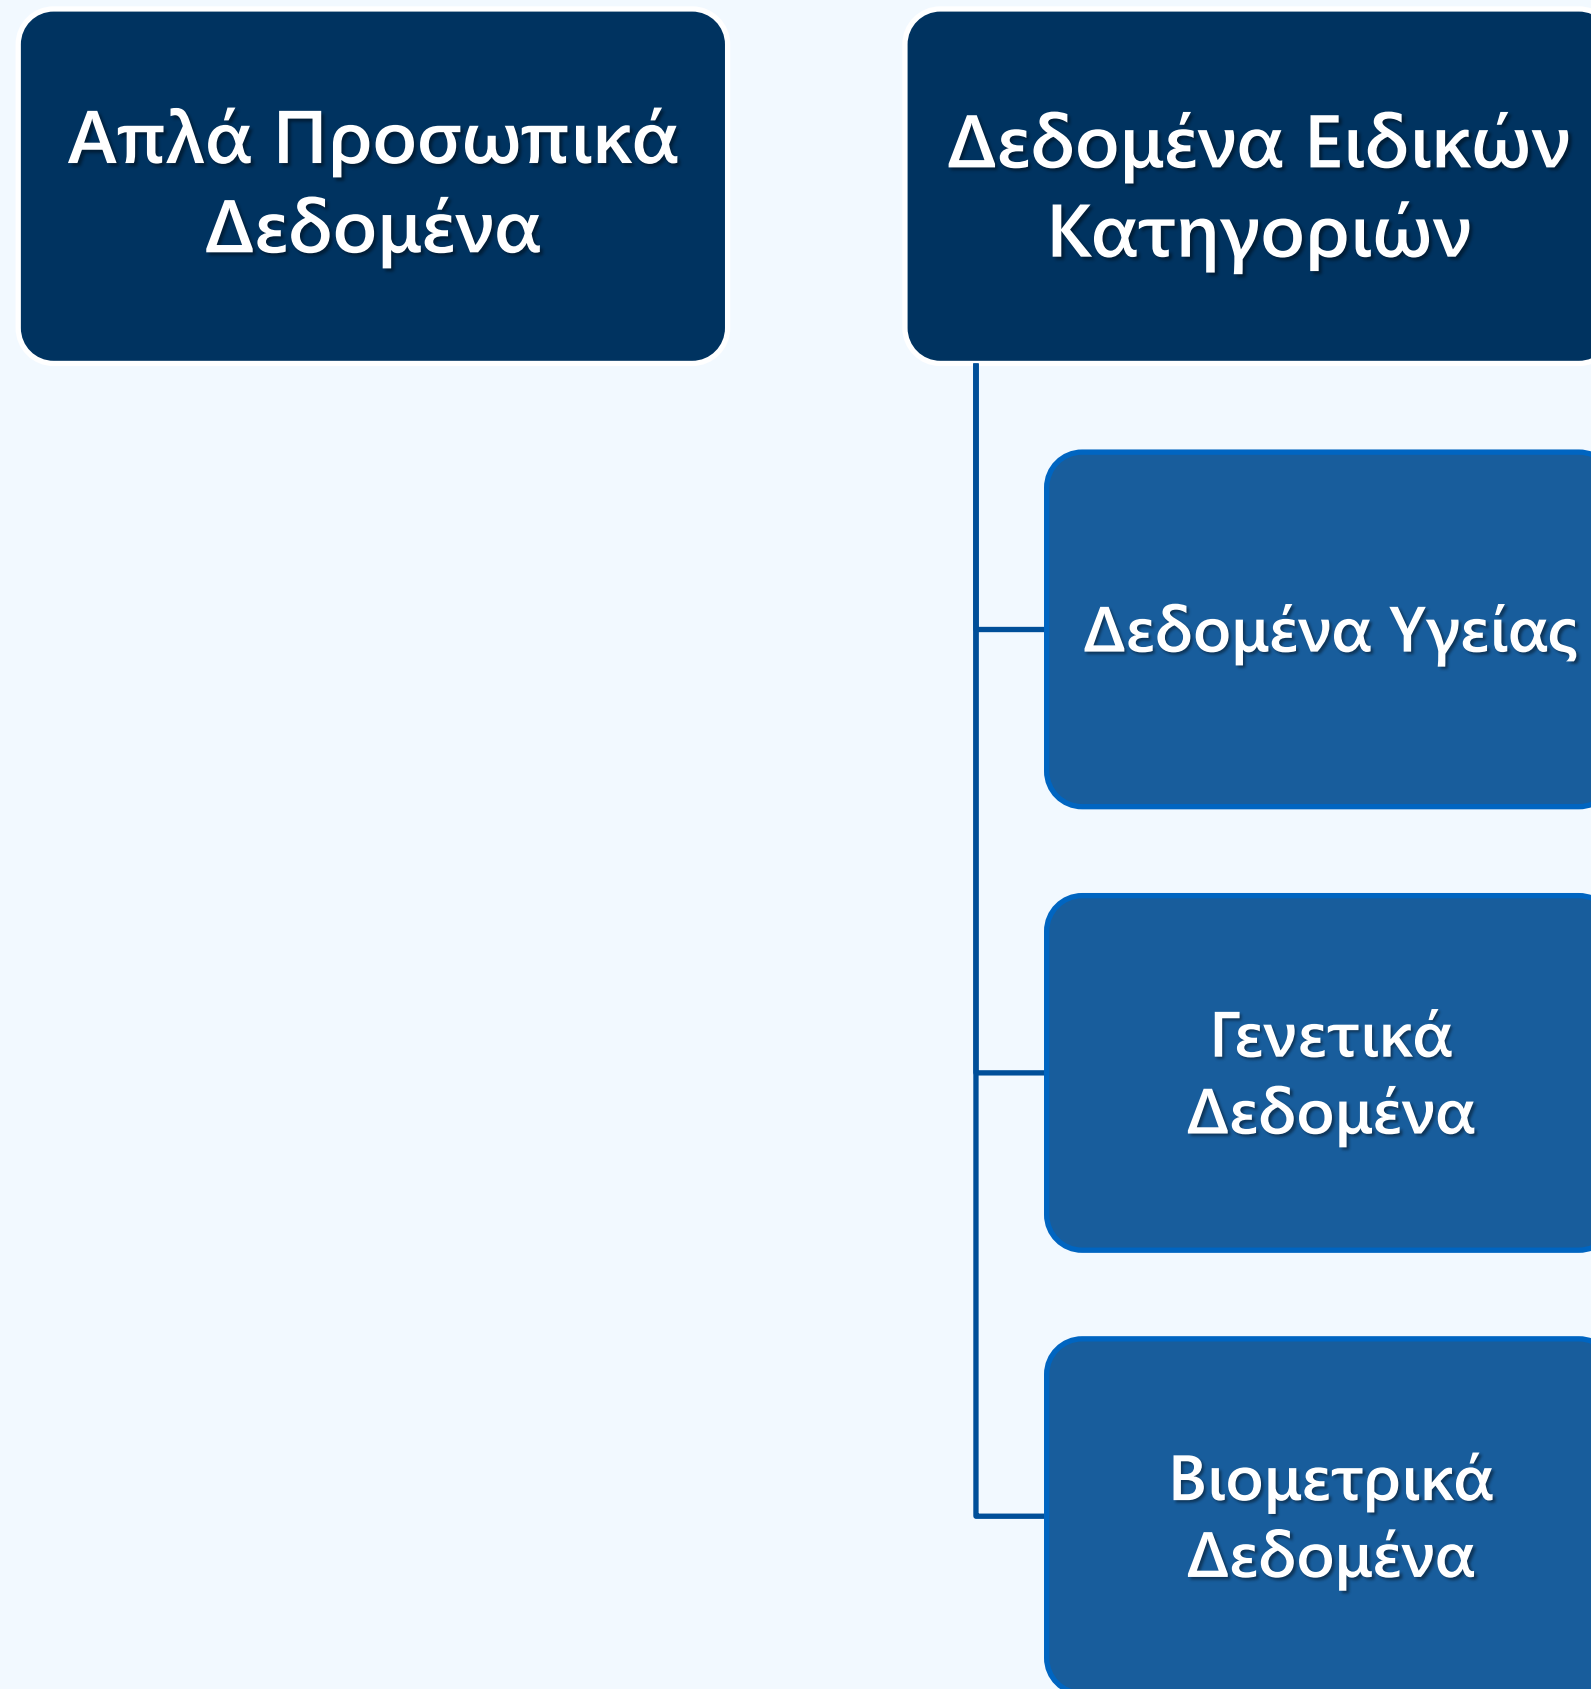 Απλά Προσωπικά
Δεδομένα
Δεδομένα Ειδικών
Κατηγοριών
Δεδομένα Υγείας
Γενετικά
Δεδομένα
Βιομετρικά
Δεδομένα